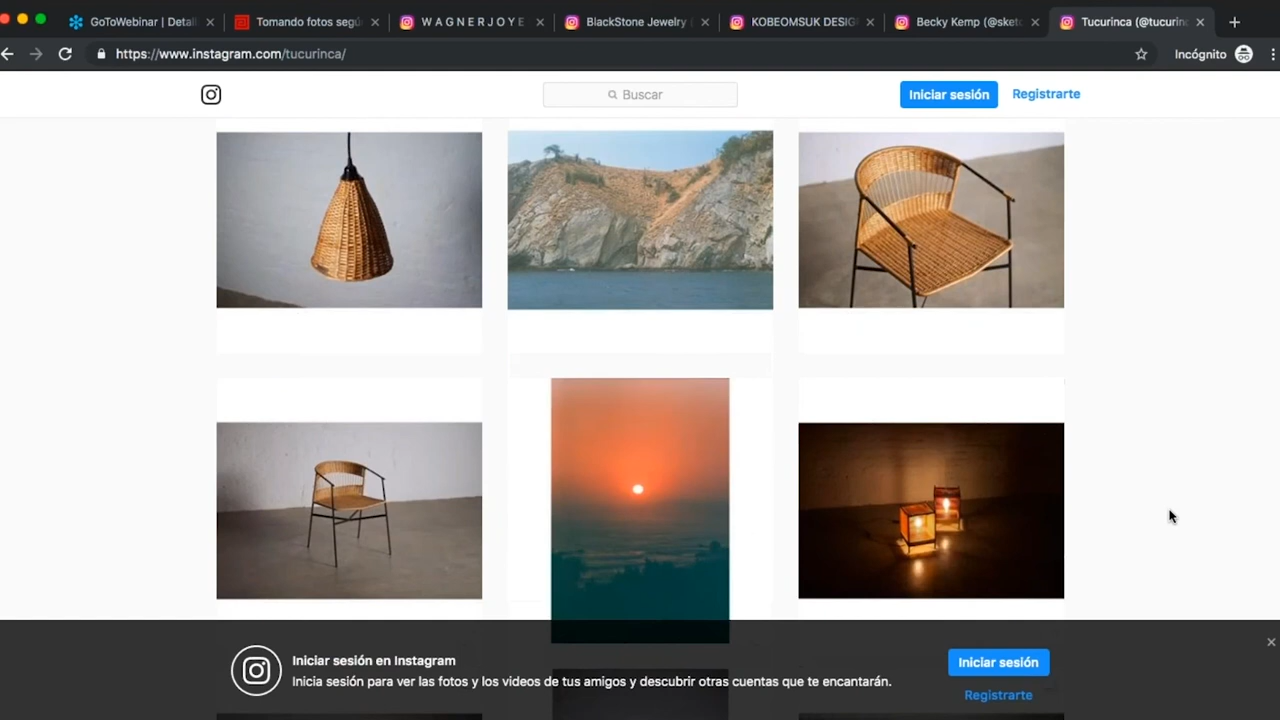 GoToWebinar | Detal
Tomando fotos segú
W A G N E R J O Y E
BlackStone Jewelry (
KOBEOMSUK DESIG
Becky Kemp (@sket
Tucurinca (@tucurin
https://www.instagram.com/tucurinca/
Incógnito
Buscar
Iniciar sesión
Registrarte
Iniciar sesión en Instagram
Inicia sesión para ver las fotos y los videos de tus amigos y descubrir otras cuentas que te encantarán.
Iniciar sesión
Registrarte